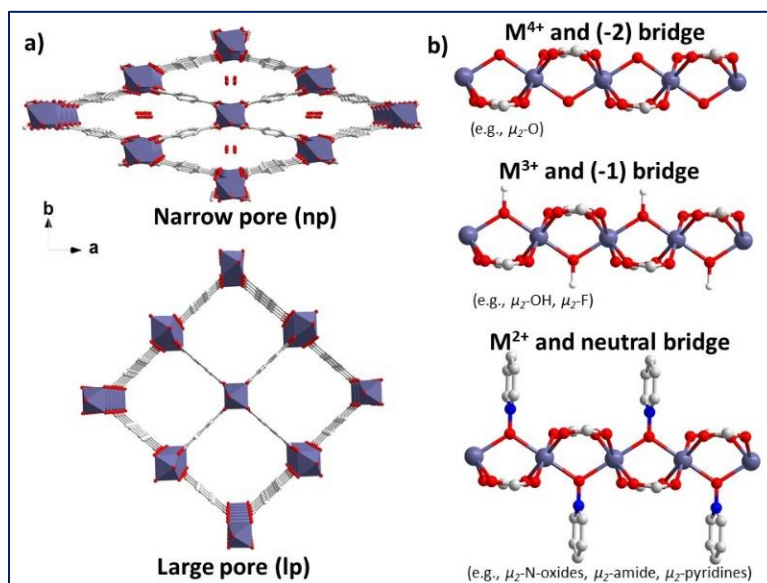 a)
Narrow pore (np)
b
a
Large pore (lp)
b)
M⁴⁺ and (-2) bridge
(e.g., μ₂-O)
M³⁺ and (-1) bridge
(e.g., μ₂-OH, μ₂-F)
M²⁺ and neutral bridge
(e.g., μ₂-N-oxides, μ₂-amide, μ₂-pyridines)